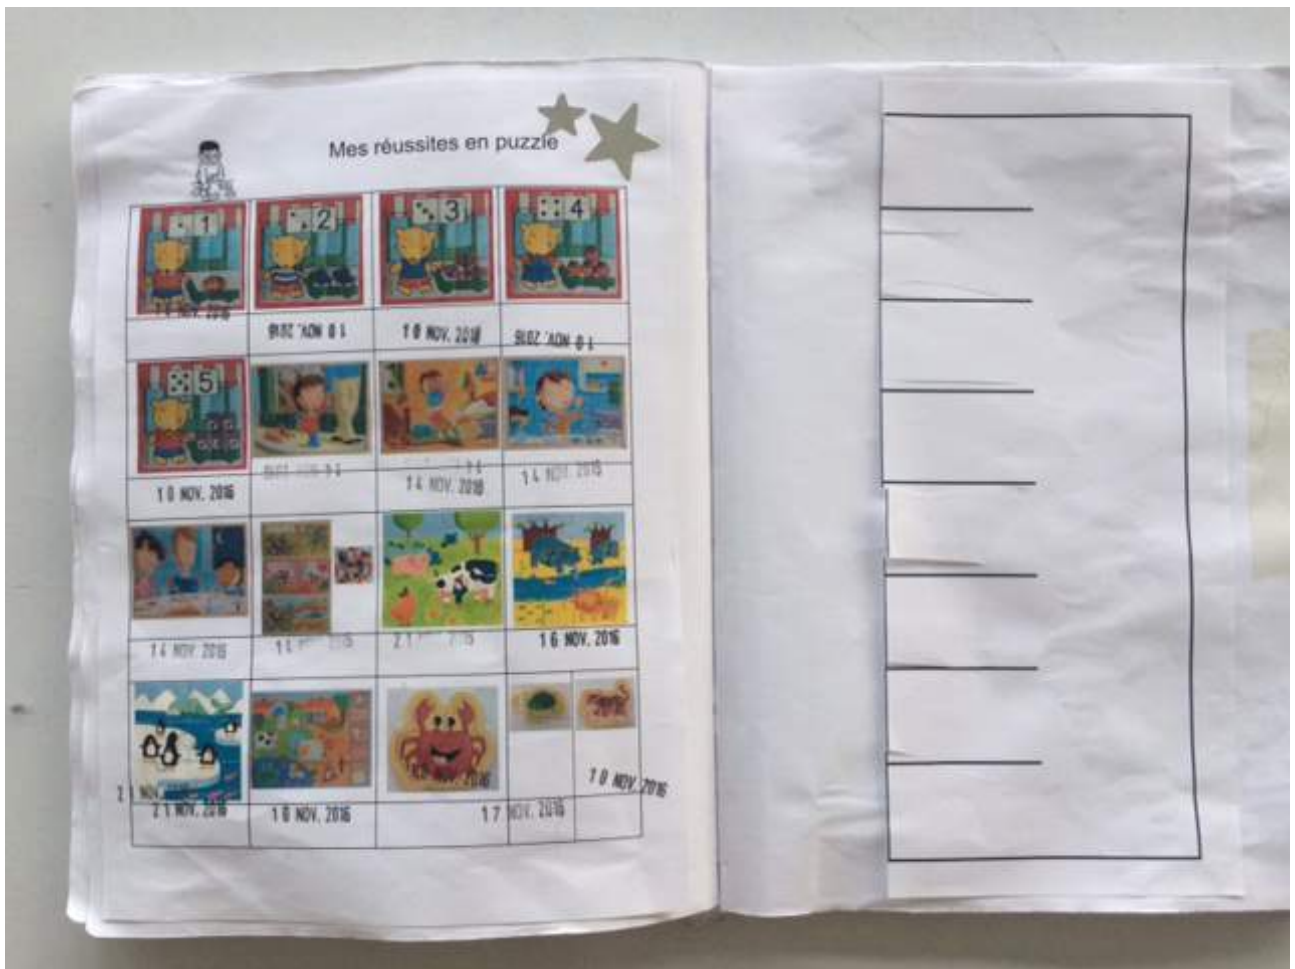 Mes réussites en puzzle
1 2 3 4
10 NOV. 2016 10 NOV. 2016 10 NOV. 2016
5
10 NOV. 2016 14 NOV. 2016 14 NOV. 2016
14 NOV. 2016 16 NOV. 2016
NOV. 2016
10 NOV. 2016
21 NOV. 2016 10 NOV. 2016 17 NOV. 2016